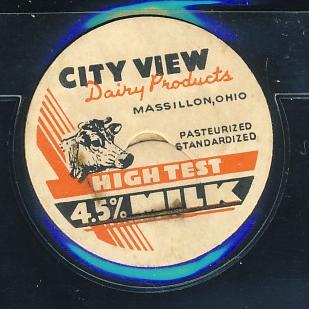 CITY VIEW
Dairy Products
MASSILLON, OHIO
PASTEURIZED
STANDARDIZED
HIGH TEST
4.5% MILK